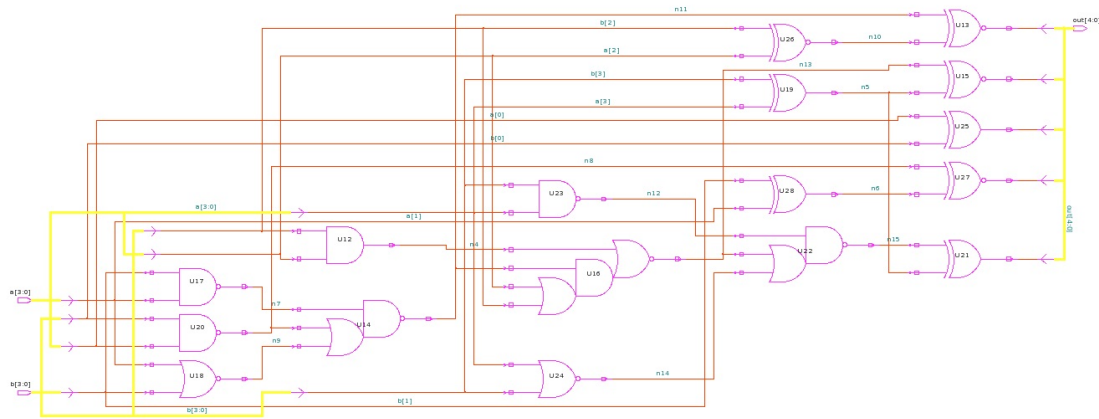 n11
U13
out[4:0]
b[2]
U26
n10
a[2]
n13
b[3]
U15
U19
n5
a[3]
a[0]
U25
b[0]
n8
U27
U23
n12
U28
n6
a[3:0]
a[1]
out[4:0]
U12
n4
U22
n15
U21
U16
U17
a[3:0]
n7
U20
U14
n9
U18
U24
n14
b[3:0]
b[1]
b[3:0]